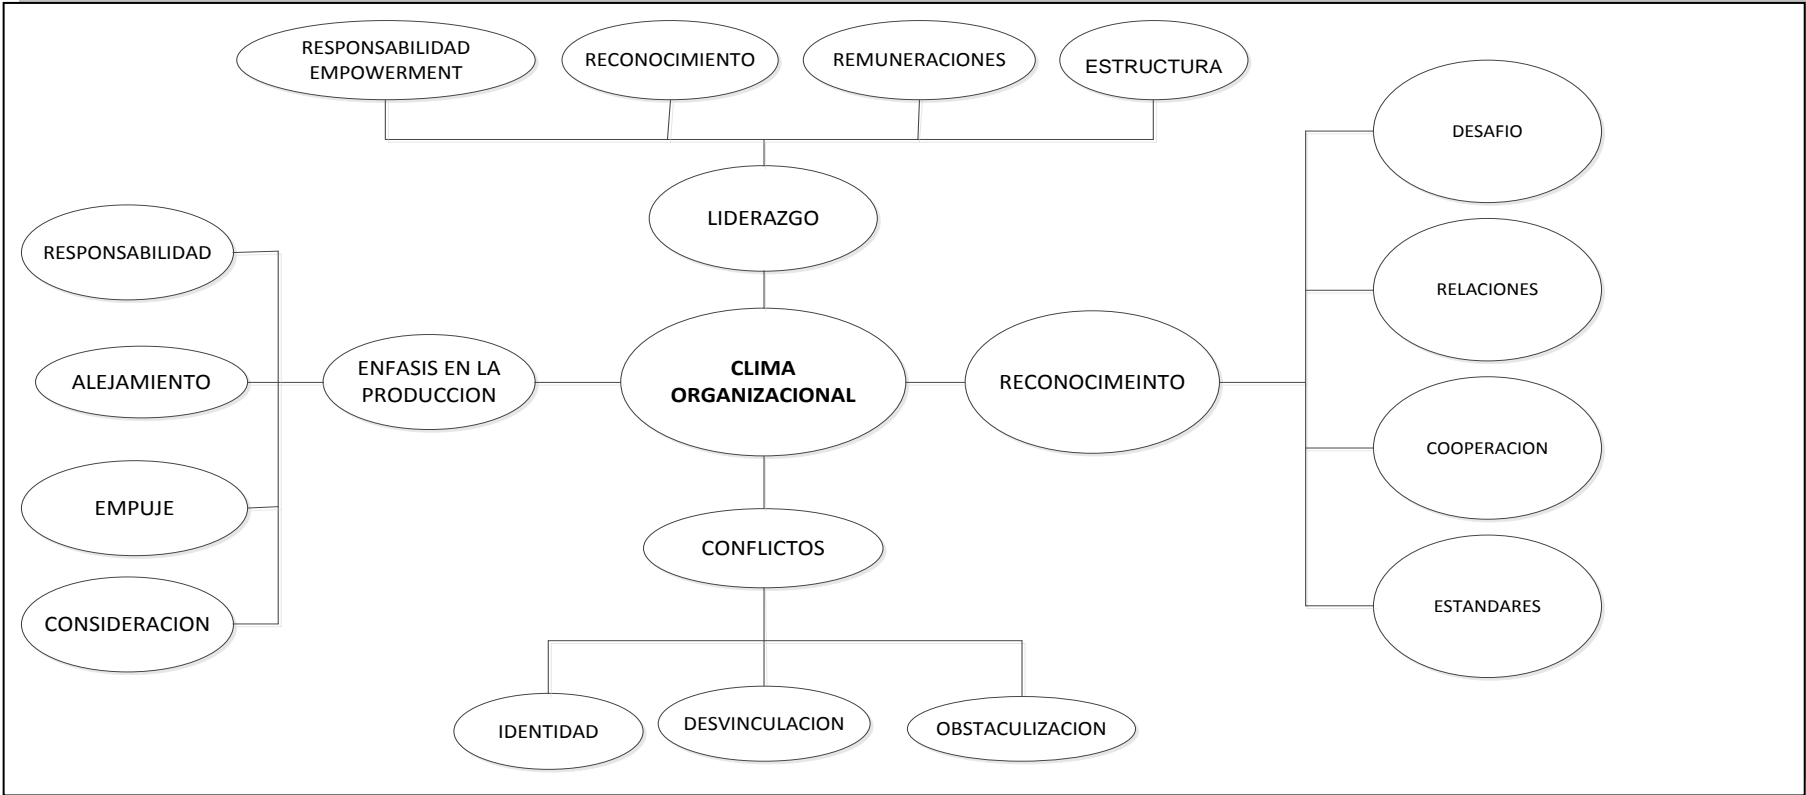 RESPONSABILIDAD
EMPOWERMENT
RECONOCIMIENTO
REMUNERACIONES
ESTRUCTURA
DESAFIO
LIDERAZGO
RESPONSABILIDAD
RELACIONES
ALEJAMIENTO
ENFASIS EN LA
PRODUCCION
CLIMA
ORGANIZACIONAL
RECONOCIMEINTO
COOPERACION
EMPUJE
CONFLICTOS
CONSIDERACION
ESTANDARES
IDENTIDAD
DESVINCULACION
OBSTACULIZACION